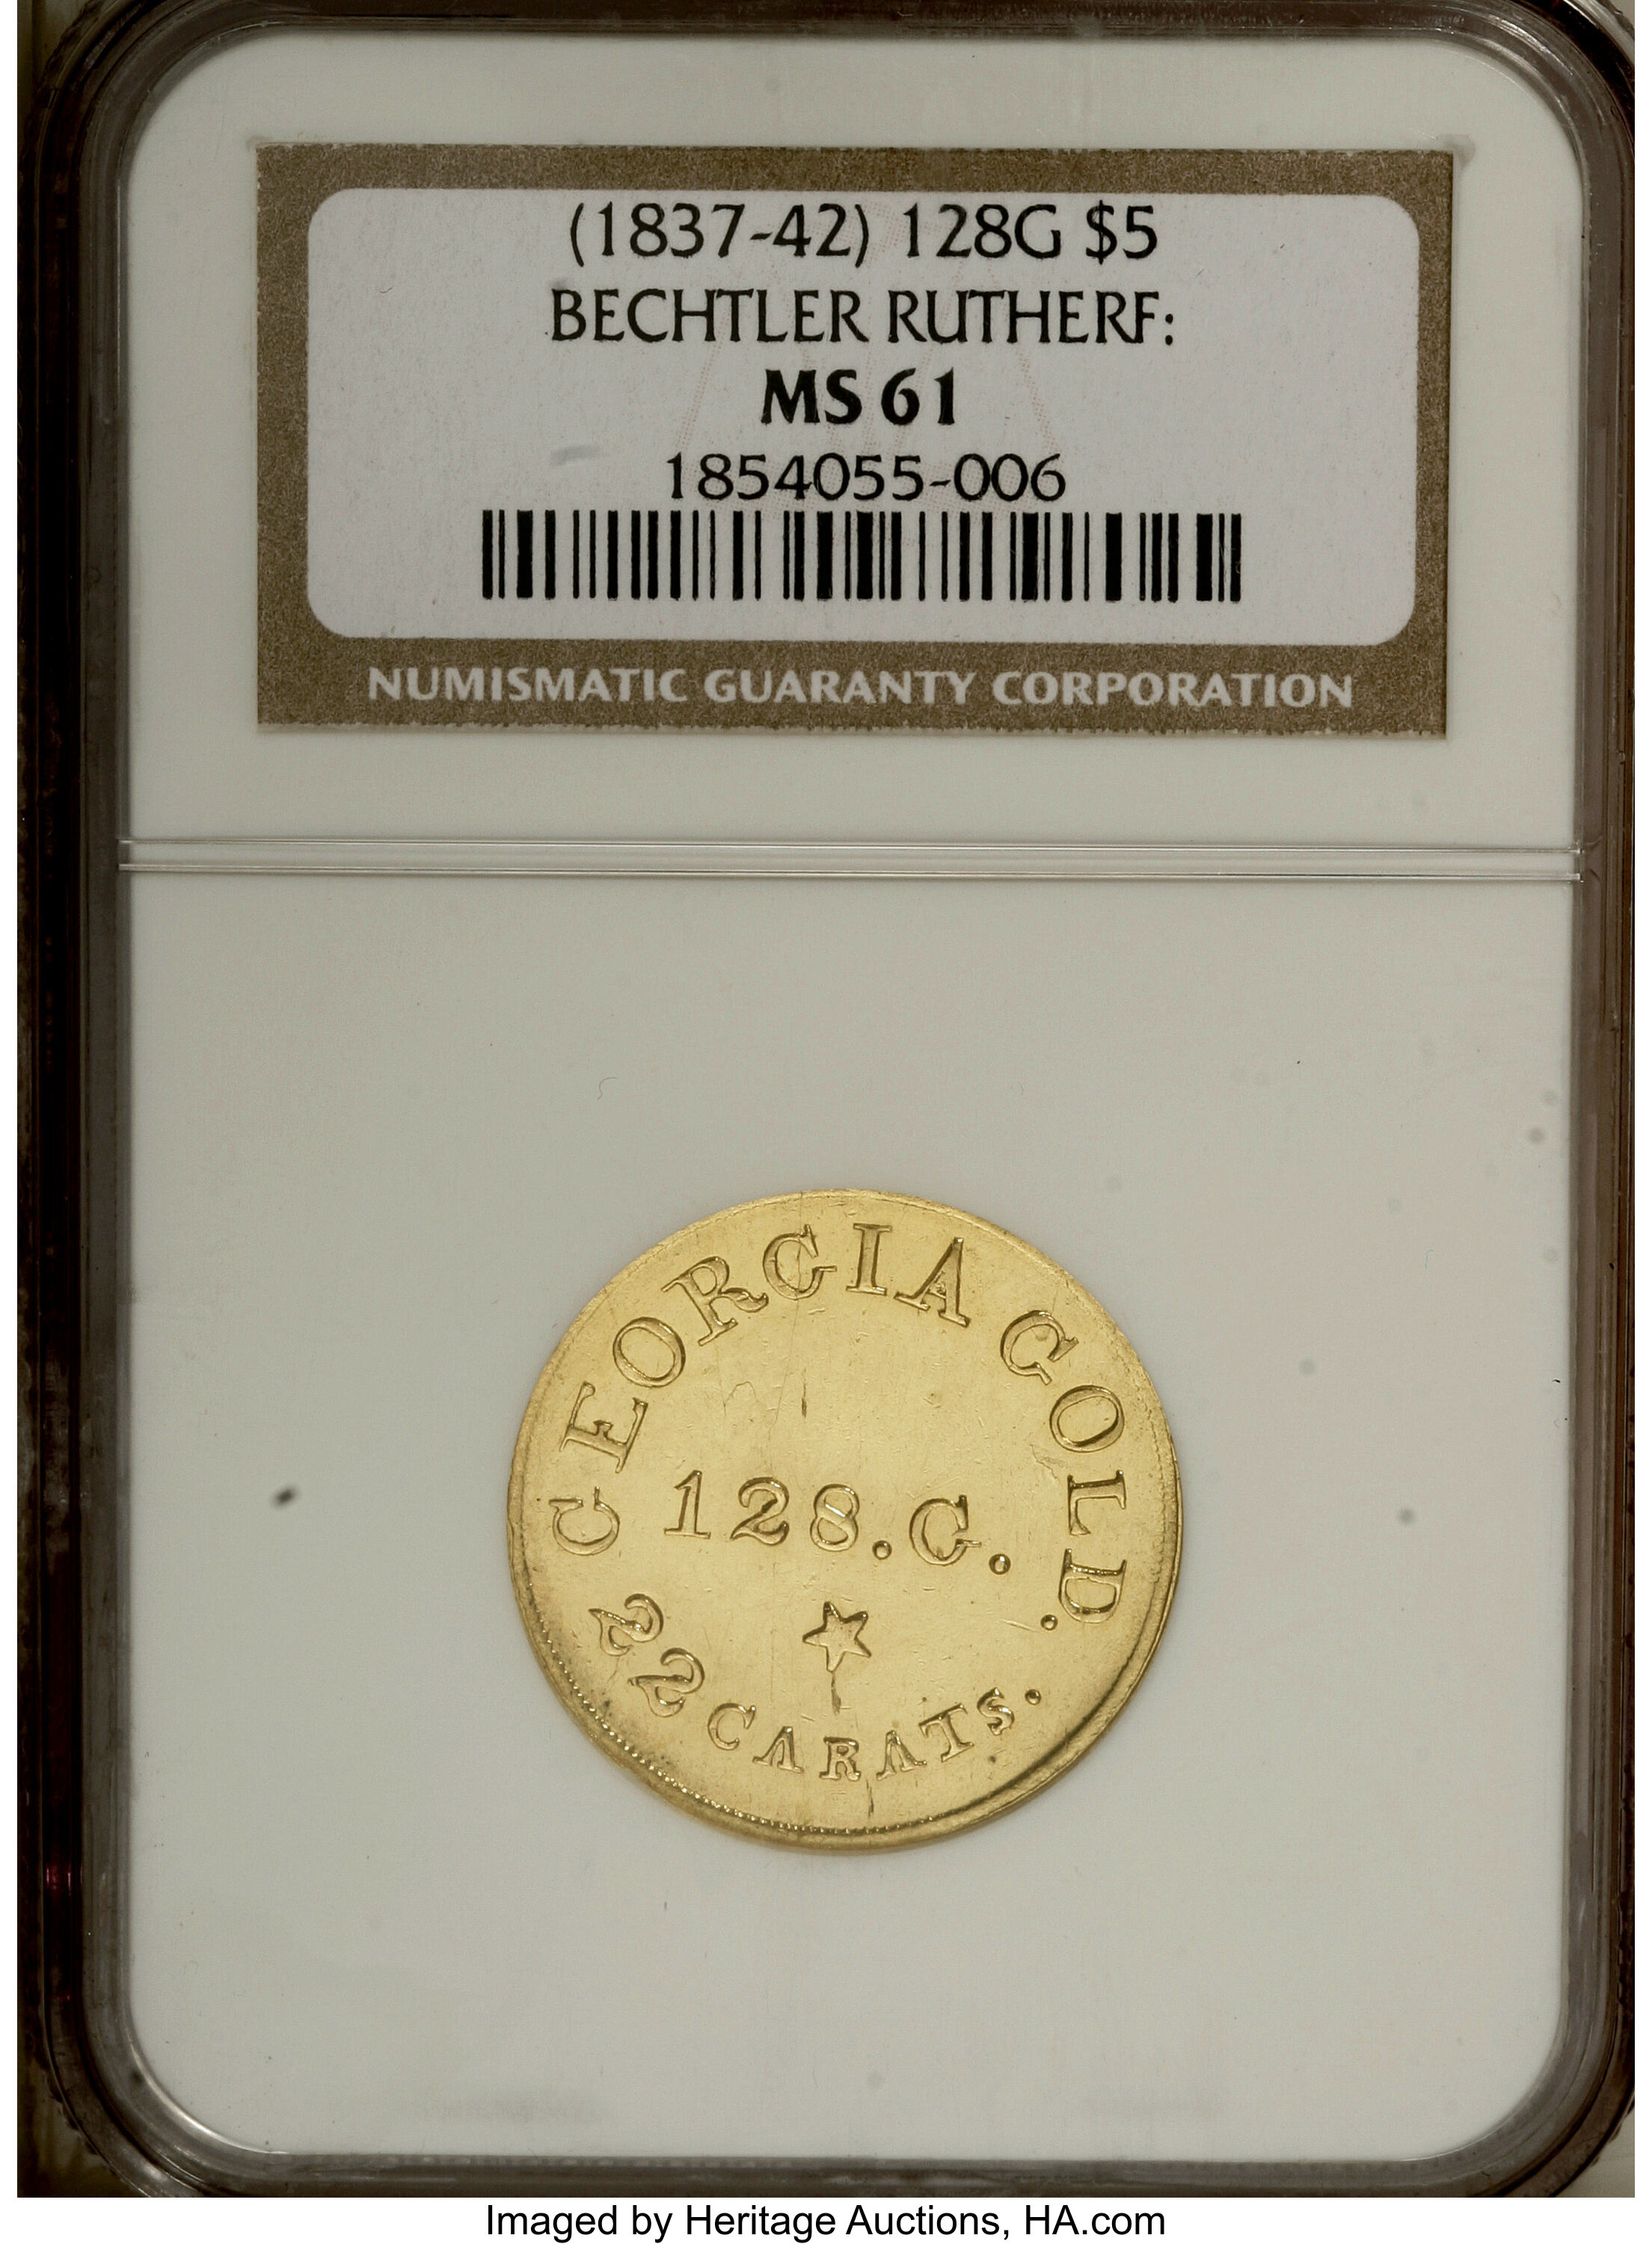 (1837-42) 128G $5
BECHTLER RUTHERF:
MS 61
1854055-006
NUMISMATIC GUARANTY CORPORATION
GEORGIA GOLD.
128.G.
22 CARATS.
Imaged by Heritage Auctions, HA.com